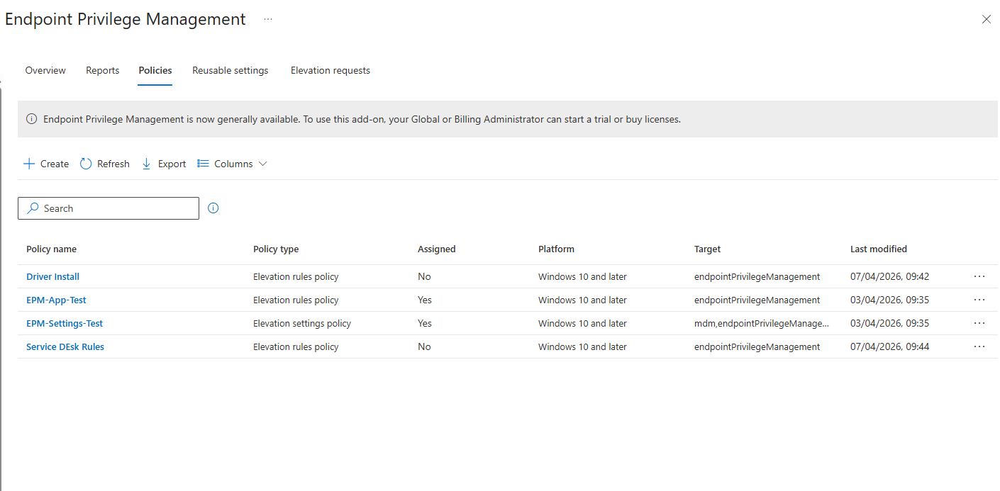 Endpoint Privilege Management ...
Overview Reports Policies Reusable settings Elevation requests
Endpoint Privilege Management is now generally available. To use this add-on, your Global or Billing Administrator can start a trial or buy licenses.
Create Refresh Export Columns
Search
Policy name Policy type Assigned Platform Target Last modified
Driver Install Elevation rules policy No Windows 10 and later endpointPrivilegeManagement 07/04/2026, 09:42 ...
EPM-App-Test Elevation rules policy Yes Windows 10 and later endpointPrivilegeManagement 03/04/2026, 09:35 ...
EPM-Settings-Test Elevation settings policy Yes Windows 10 and later mdm,endpointPrivilegeManage... 03/04/2026, 09:35 ...
Service DEsk Rules Elevation rules policy No Windows 10 and later endpointPrivilegeManagement 07/04/2026, 09:44 ...